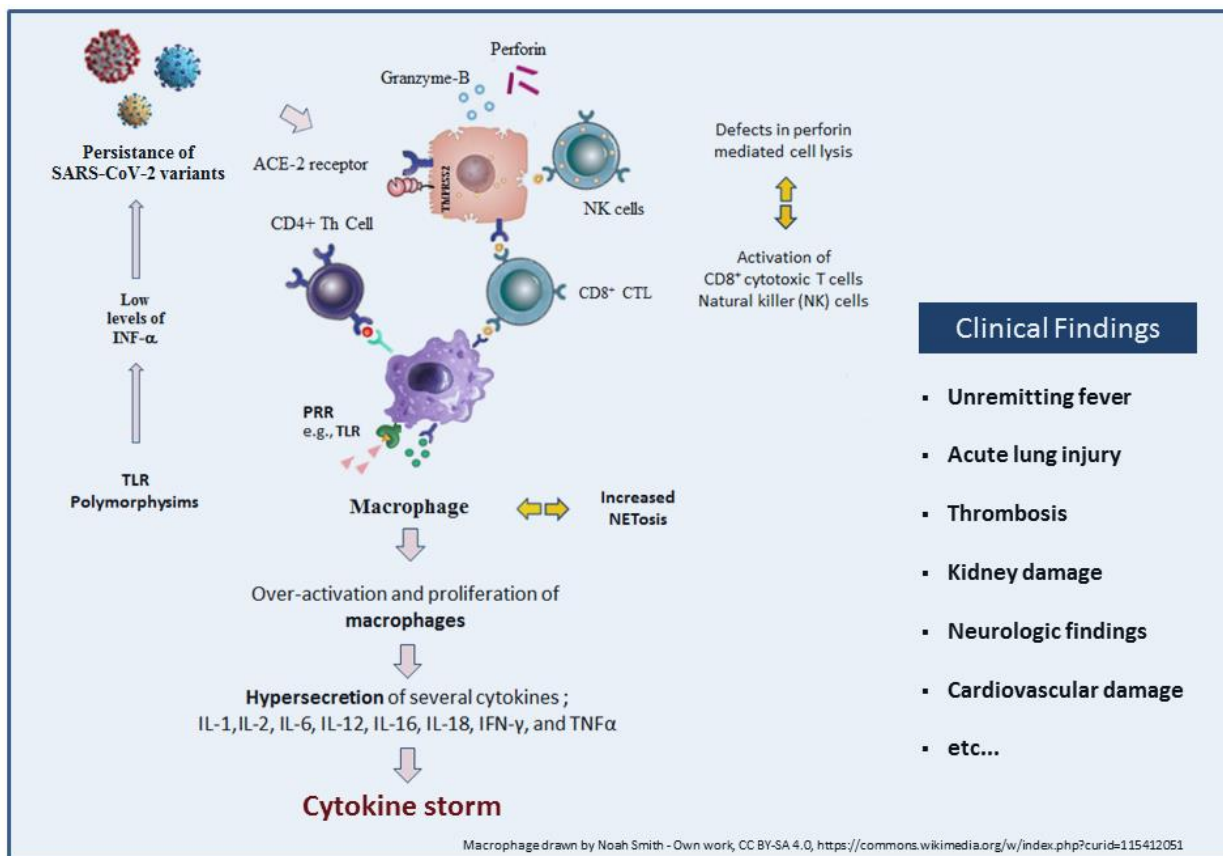 Perforin
Granzyme-B
Persistance of
SARS-CoV-2 variants
ACE-2 receptor
TMPRSS2
NK cells
CD4+ Th Cell
CD8⁺ CTL
Defects in perforin
mediated cell lysis
Activation of
CD8⁺ cytotoxic T cells
Natural killer (NK) cells
Low
levels of
INF-α
TLR
Polymorphysims
PRR
e.g., TLR
Macrophage
Increased
NETosis
Over-activation and proliferation of
macrophages
Hypersecretion of several cytokines ;
IL-1,IL-2, IL-6, IL-12, IL-16, IL-18, IFN-γ, and TNFα
Cytokine storm
Clinical Findings
▪ Unremitting fever
▪ Acute lung injury
▪ Thrombosis
▪ Kidney damage
▪ Neurologic findings
▪ Cardiovascular damage
▪ etc...
Macrophage drawn by Noah Smith - Own work, CC BY-SA 4.0, https://commons.wikimedia.org/w/index.php?curid=115412051